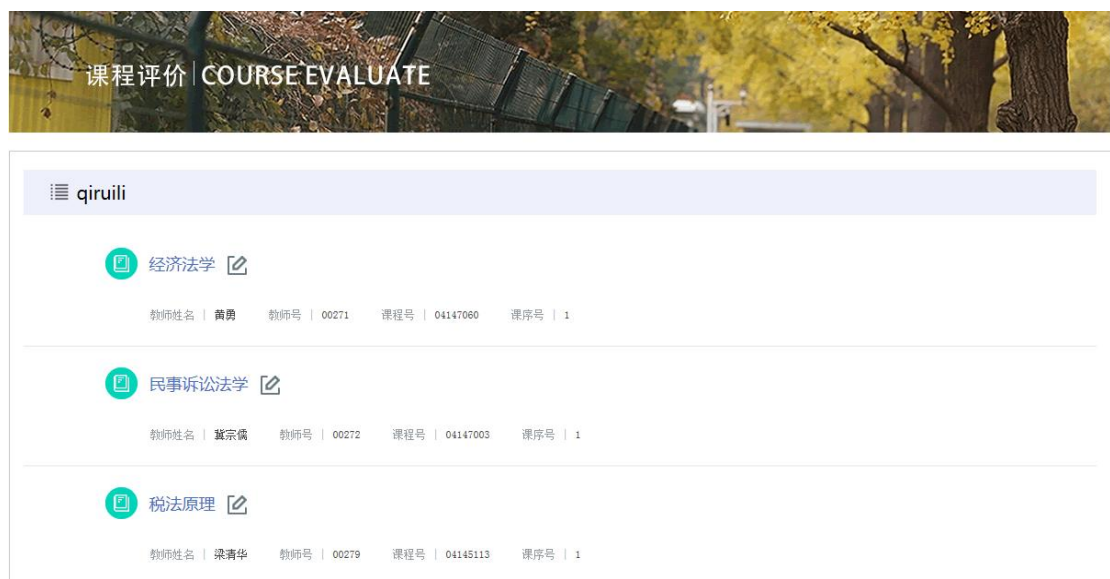 课程评价 | COURSE EVALUATE
qiruili
经济法学
教师姓名 | 黄勇 教师号 | 00271 课程号 | 04147060 课序号 | 1
民事诉讼法学
教师姓名 | 冀宗儒 教师号 | 00272 课程号 | 04147003 课序号 | 1
税法原理
教师姓名 | 梁清华 教师号 | 00279 课程号 | 04145113 课序号 | 1